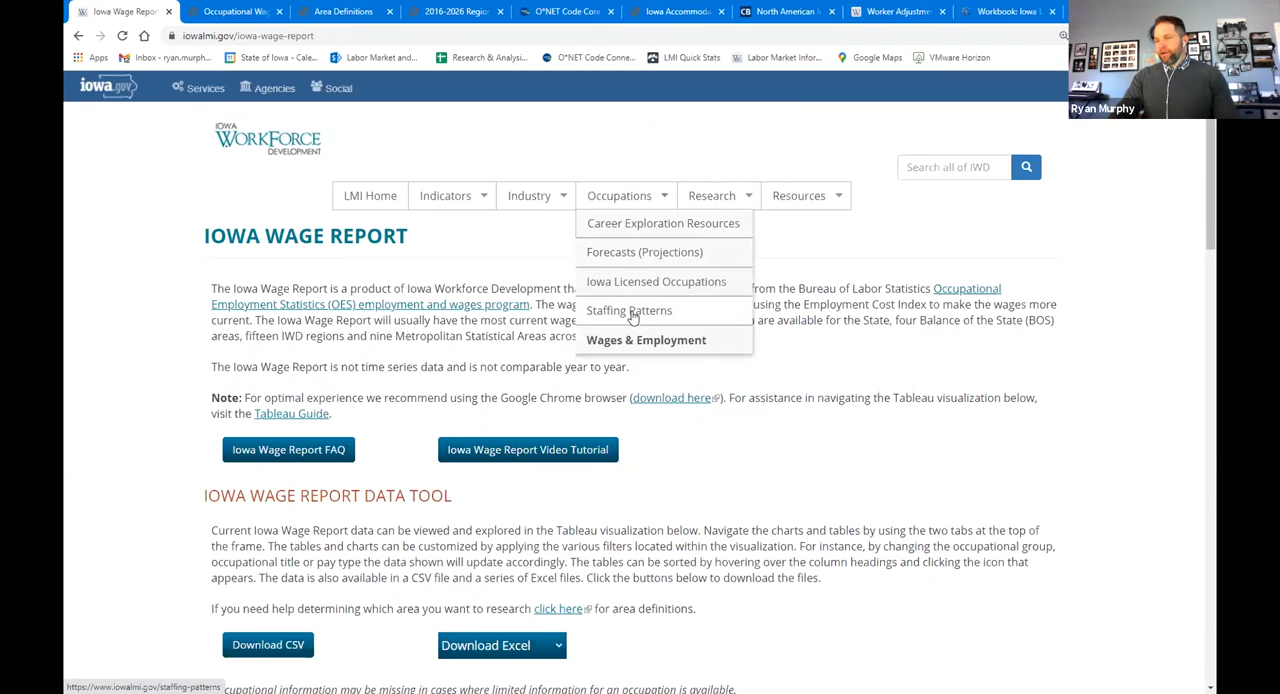 Iowa Wage Repor
Occupational Wag
Area Definitions
2016-2026 Region
O*NET Code Conn
Iowa Accommoda
North American In
Worker Adjustmen
Workbook: Iowa L
iowalmi.gov/iowa-wage-report
Apps
Inbox - ryan.murph...
State of Iowa - Cale...
Labor Market and...
Research & Analysi...
O*NET Code Conne...
LMI Quick Stats
Labor Market Infor...
Google Maps
VMware Horizon
Ryan Murphy
iowa.gov
Services
Agencies
Social
IOWA
WORKFORCE
DEVELOPMENT
Search all of IWD
LMI Home
Indicators
Industry
Occupations
Research
Resources
Career Exploration Resources
Forecasts (Projections)
Iowa Licensed Occupations
Staffing Patterns
Wages & Employment
IOWA WAGE REPORT
The Iowa Wage Report is a product of Iowa Workforce Development tha from the Bureau of Labor Statistics Occupational
Employment Statistics (OES) employment and wages program. The wag using the Employment Cost Index to make the wages more
current. The Iowa Wage Report will usually have the most current wage a are available for the State, four Balance of the State (BOS)
areas, fifteen IWD regions and nine Metropolitan Statistical Areas acros
The Iowa Wage Report is not time series data and is not comparable year to year.
Note: For optimal experience we recommend using the Google Chrome browser (download here). For assistance in navigating the Tableau visualization below,
visit the Tableau Guide.
Iowa Wage Report FAQ
Iowa Wage Report Video Tutorial
IOWA WAGE REPORT DATA TOOL
Current Iowa Wage Report data can be viewed and explored in the Tableau visualization below. Navigate the charts and tables by using the two tabs at the top of
the frame. The tables and charts can be customized by applying the various filters located within the visualization. For instance, by changing the occupational group,
occupational title or pay type the data shown will update accordingly. The tables can be sorted by hovering over the column headings and clicking the icon that
appears. The data is also available in a CSV file and a series of Excel files. Click the buttons below to download the files.
If you need help determining which area you want to research click here for area definitions.
Download CSV
Download Excel
https://www.iowalmi.gov/staffing-patterns
cupational information may be missing in cases where limited information for an occupation is available.